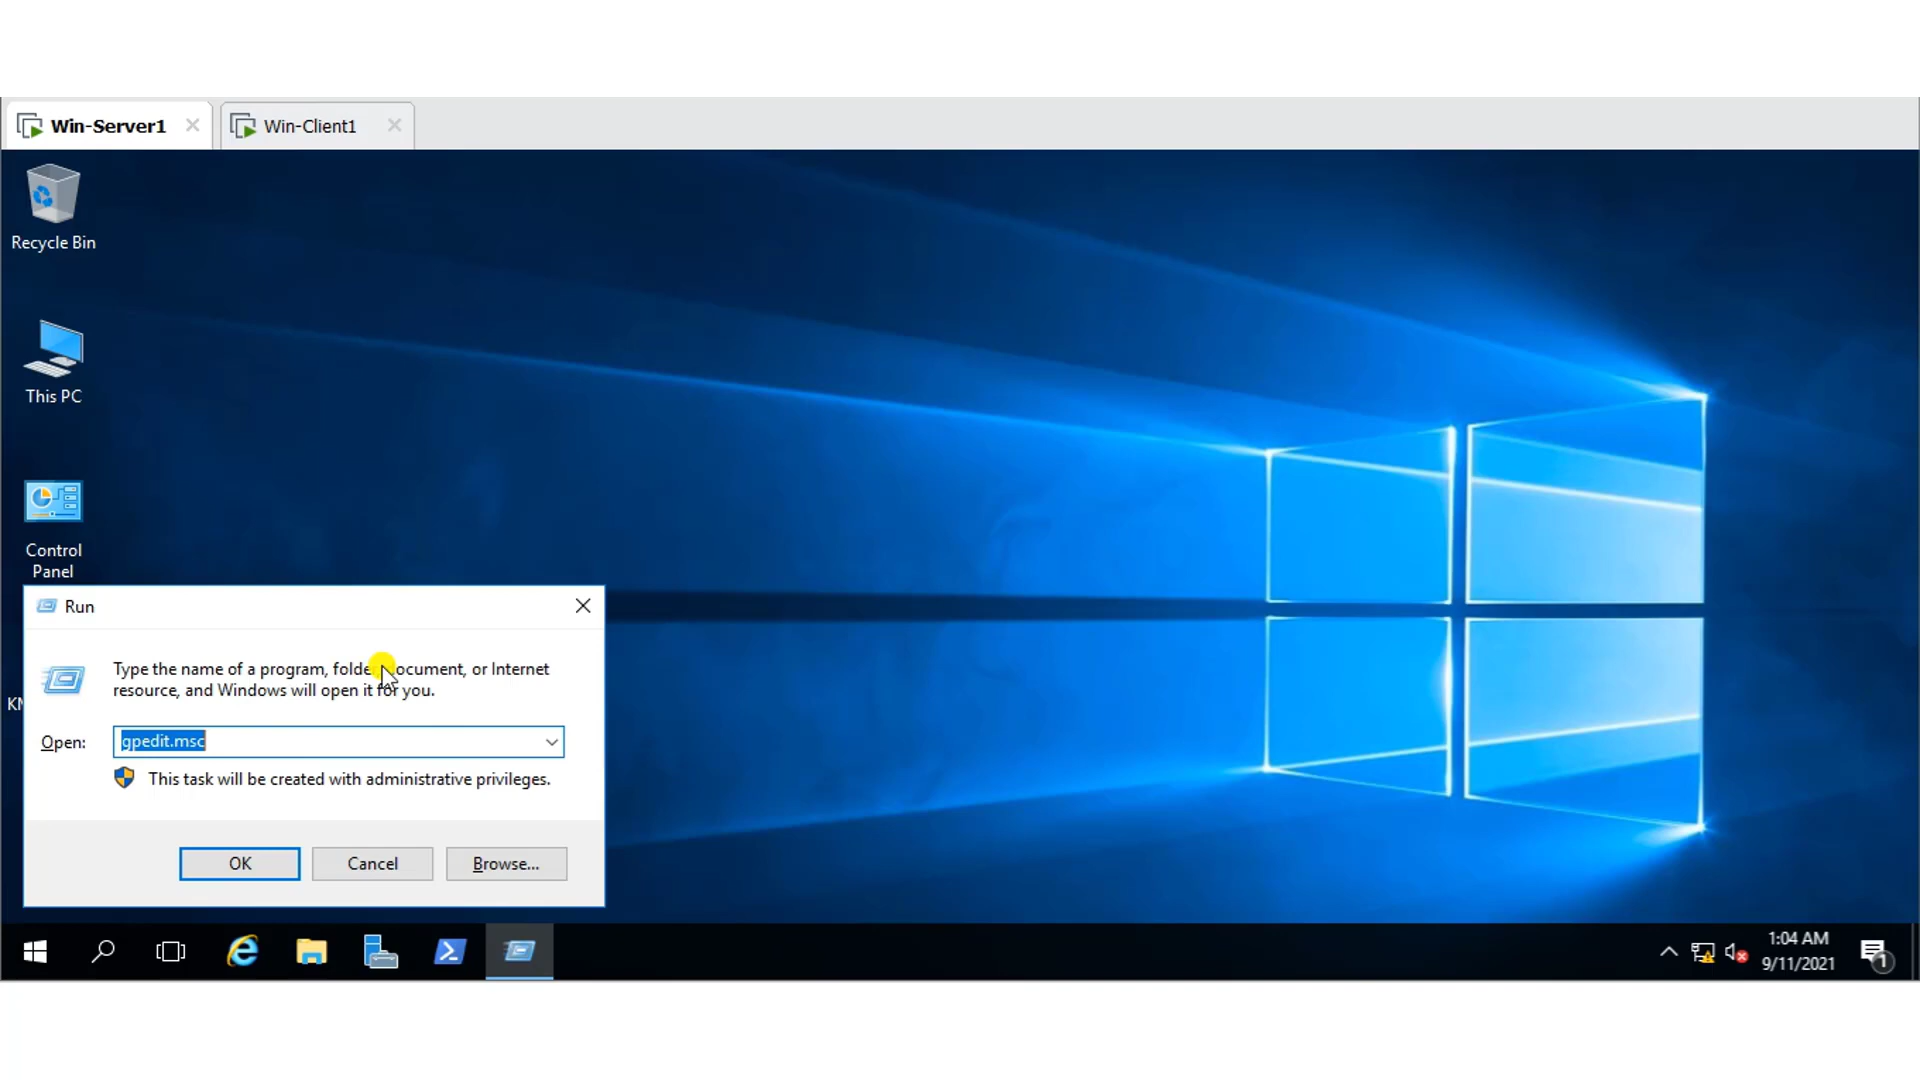 Win-Server1
Win-Client1
Recycle Bin
This PC
Control
Panel
Run
Type the name of a program, folder, document, or Internet
resource, and Windows will open it for you.
Open:
gpedit.msc
This task will be created with administrative privileges.
OK
Cancel
Browse...
1:04 AM
9/11/2021
1